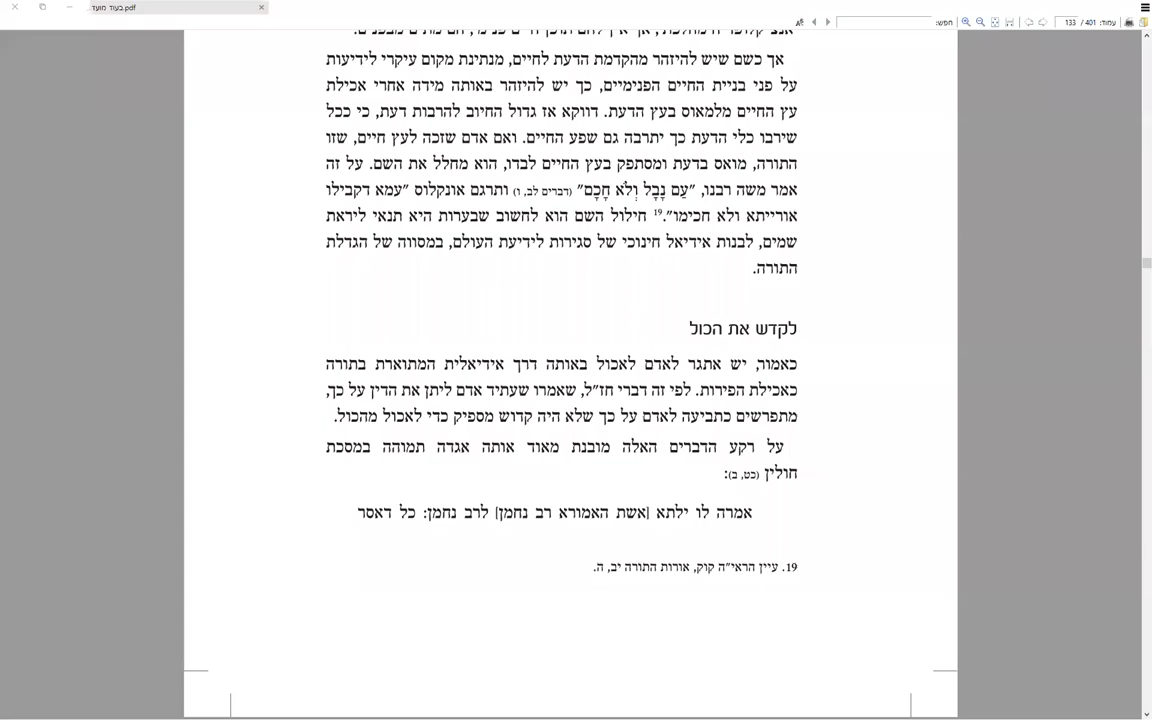 בעוד מועד.pdf
עמוד: 133 / 401 חפש:
אך כשם שיש להיזהר מהקדמת הדעת לחיים, מנתינת מקום עיקרי לידיעות
על פני בניית החיים הפנימיים, כך יש להיזהר באותה מידה אחרי אכילת
עץ החיים מלמאוס בעץ הדעת. דווקא אז גדול החיוב להרבות דעת, כי ככל
שירבו כלי הדעת כך יתרבה גם שפע החיים. ואם אדם שזכה לעץ חיים, שזו
התורה, מואס בדעת ומסתפק בעץ החיים לבדו, הוא מחלל את השם. על זה
אמר משה רבנו, "עַם נָבָל וְלֹא חָכָם" (דברים לב, ו) ותרגם אונקלוס "עמא דקבילו
אורייתא ולא חכימו".19 חילול השם הוא לחשוב שבערות היא תנאי ליראת
שמים, לבנות אידיאל חינוכי של סגירות לידיעת העולם, במסווה של הגדלת
התורה.
לקדש את הכול
כאמור, יש אתגר לאדם לאכול באותה דרך אידיאלית המתוארת בתורה
כאכילת הפירות. לפי זה דברי חז"ל, שאמרו שעתיד אדם ליתן את הדין על כך,
מתפרשים כתביעה לאדם על כך שלא היה קדוש מספיק כדי לאכול מהכול.
על רקע הדברים האלה מובנת מאוד אותה אגדה תמוהה במסכת
חולין (כט, ב):
אמרה לו ילתא [אשת האמורא רב נחמן] לרב נחמן: כל דאסר
19. עיין הראי"ה קוק, אורות התורה יב, ה.